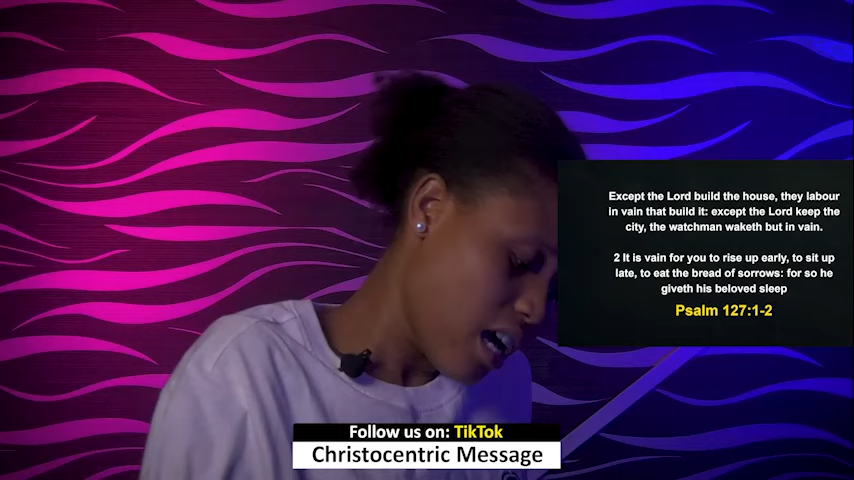 Except the Lord build the house, they labour
in vain that build it: except the Lord keep the
city, the watchman waketh but in vain.
2 It is vain for you to rise up early, to sit up
late, to eat the bread of sorrows: for so he
giveth his beloved sleep
Psalm 127:1-2
Follow us on: TikTok
Christocentric Message